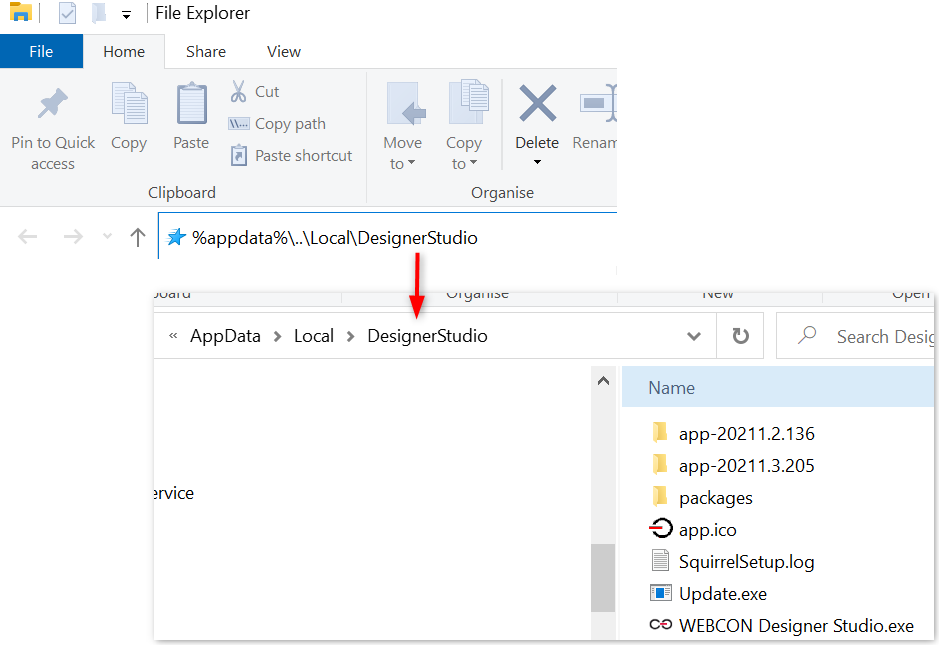 File Explorer
File Home Share View
Pin to Quick access
Copy
Paste
Cut
Copy path
Paste shortcut
Move to
Copy to
Delete
Renam
Clipboard
Organise
%appdata%\..\Local\DesignerStudio
board Organise New Open
« AppData > Local > DesignerStudio
Search Desig
Name
app-20211.2.136
app-20211.3.205
ervice
packages
app.ico
SquirrelSetup.log
Update.exe
WEBCON Designer Studio.exe